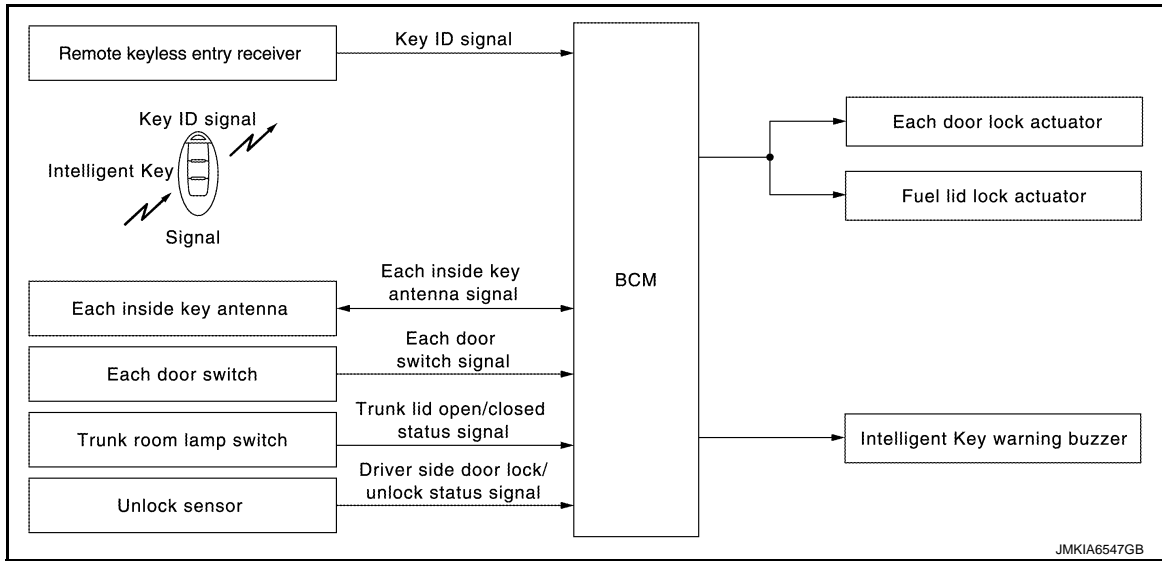 Remote keyless entry receiver
Key ID signal
Key ID signal
Intelligent Key
Signal
Each inside key antenna
Each inside key
antenna signal
Each door switch
Each door
switch signal
Trunk room lamp switch
Trunk lid open/closed
status signal
Unlock sensor
Driver side door lock/
unlock status signal
BCM
Each door lock actuator
Fuel lid lock actuator
Intelligent Key warning buzzer
JMKIA6547GB